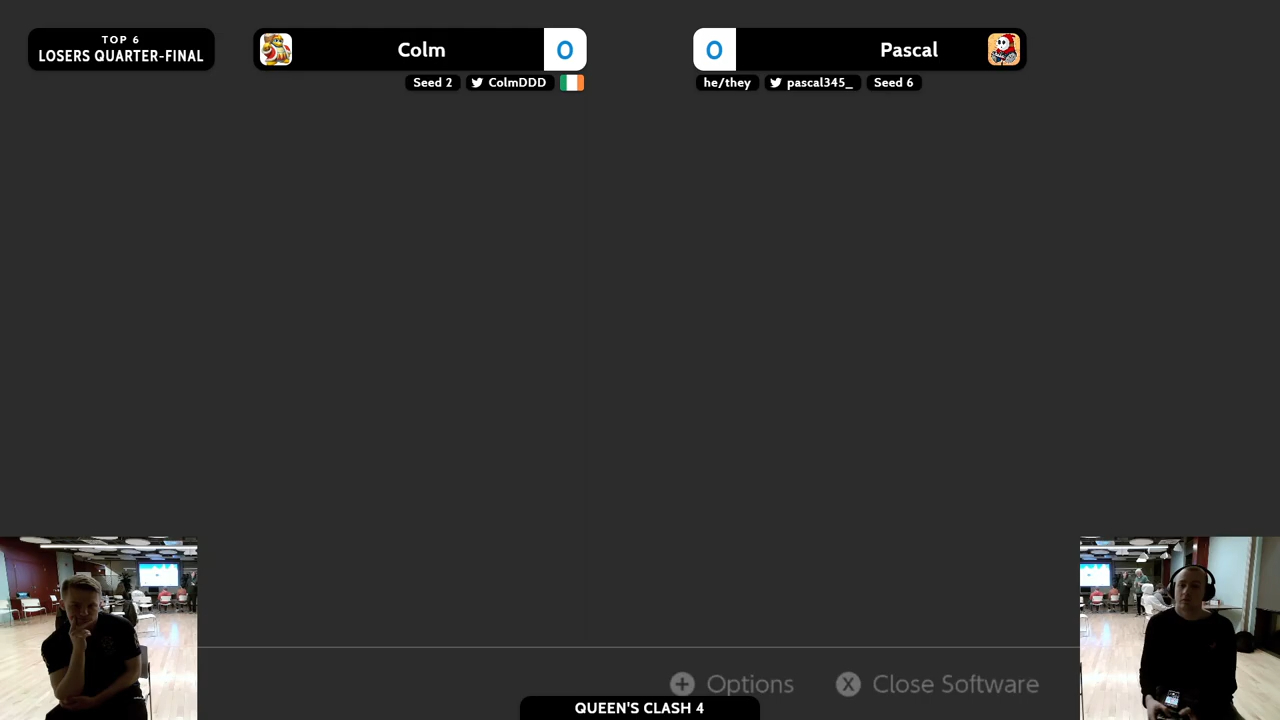 TOP 6
LOSERS QUARTER-FINAL
Colm
0
0
Pascal
Seed 2
ColmDDD
he/they
pascal345_
Seed 6
Options
Close Software
QUEEN'S CLASH 4